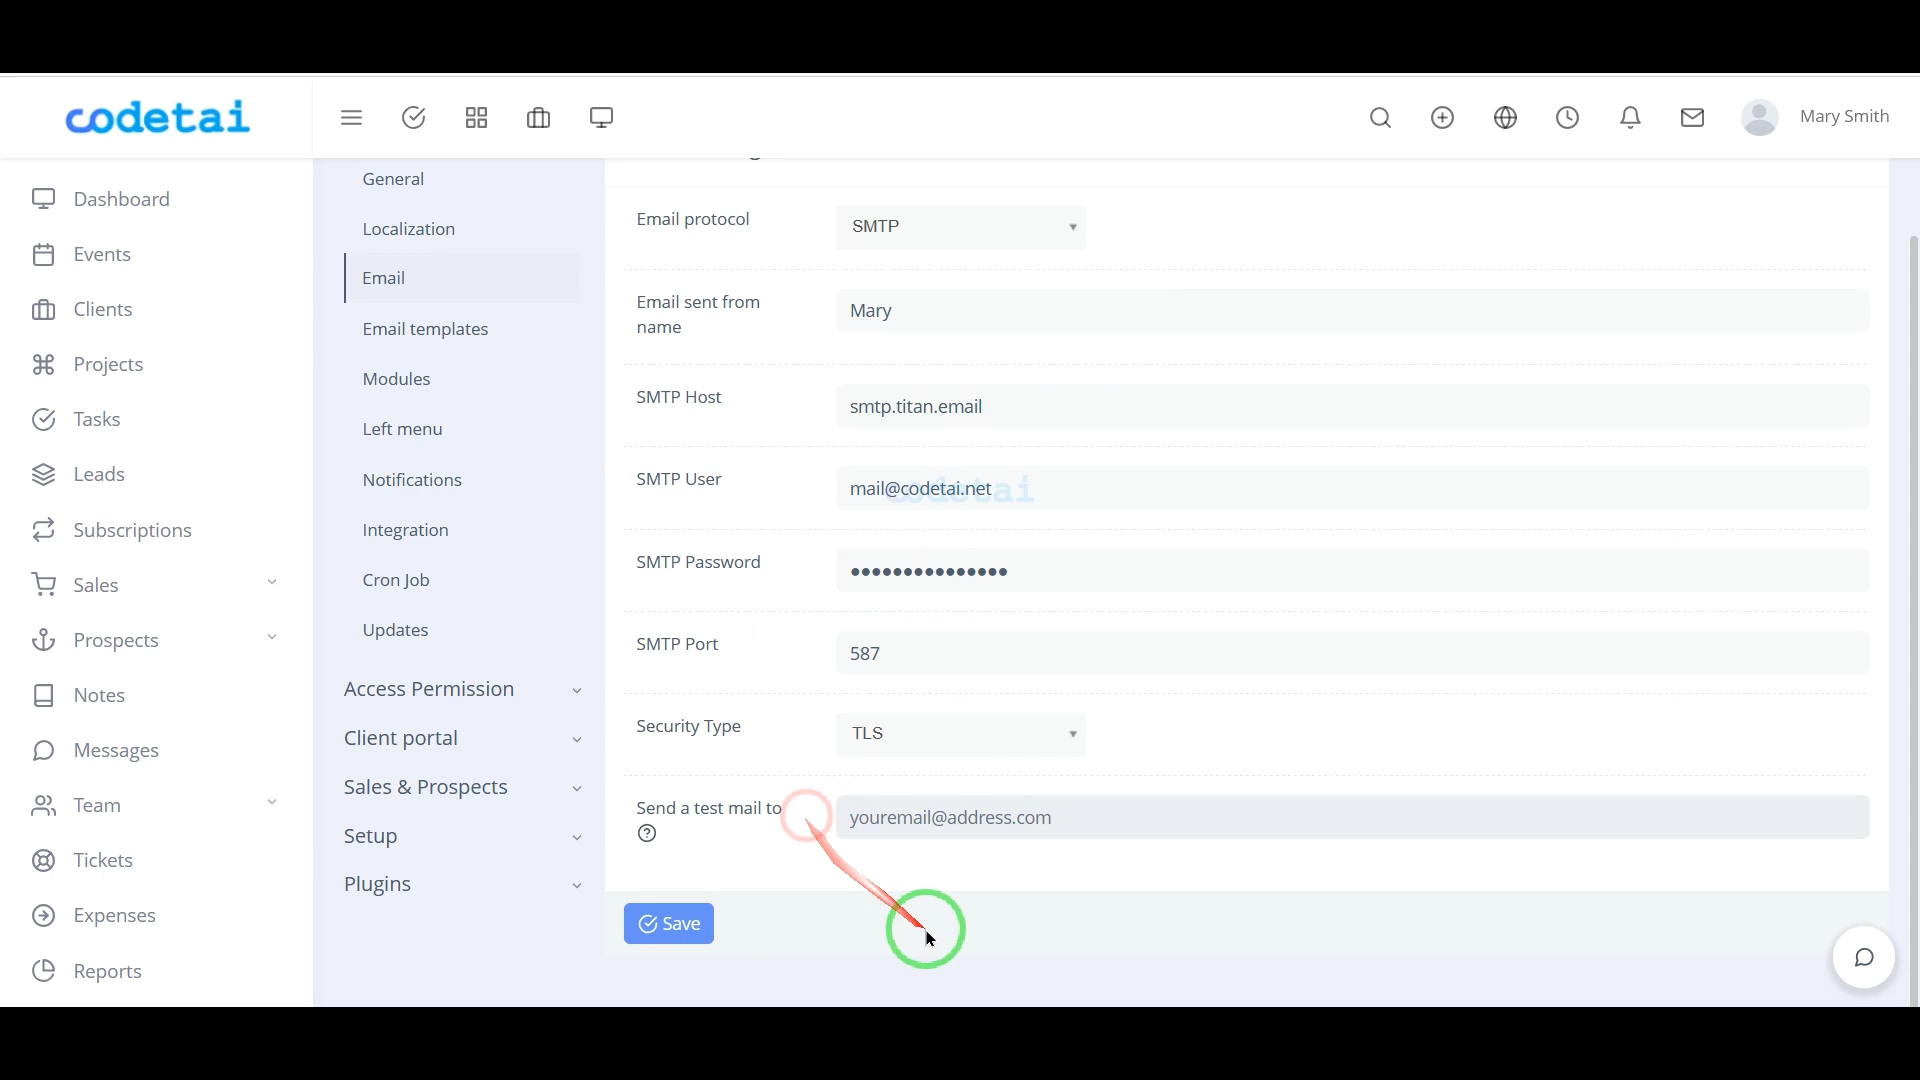 codetai
Mary Smith
Dashboard
Events
Clients
Projects
Tasks
Leads
Subscriptions
Sales
Prospects
Notes
Messages
Team
Tickets
Expenses
Reports
General
Localization
Email
Email templates
Modules
Left menu
Notifications
Integration
Cron Job
Updates
Access Permission
Client portal
Sales & Prospects
Setup
Plugins
Email protocol
SMTP
Email sent from
name
Mary
SMTP Host
smtp.titan.email
SMTP User
mail@codetai.net
codetai
SMTP Password
•••••••••••••••
SMTP Port
587
Security Type
TLS
Send a test mail to
?
youremail@address.com
Save